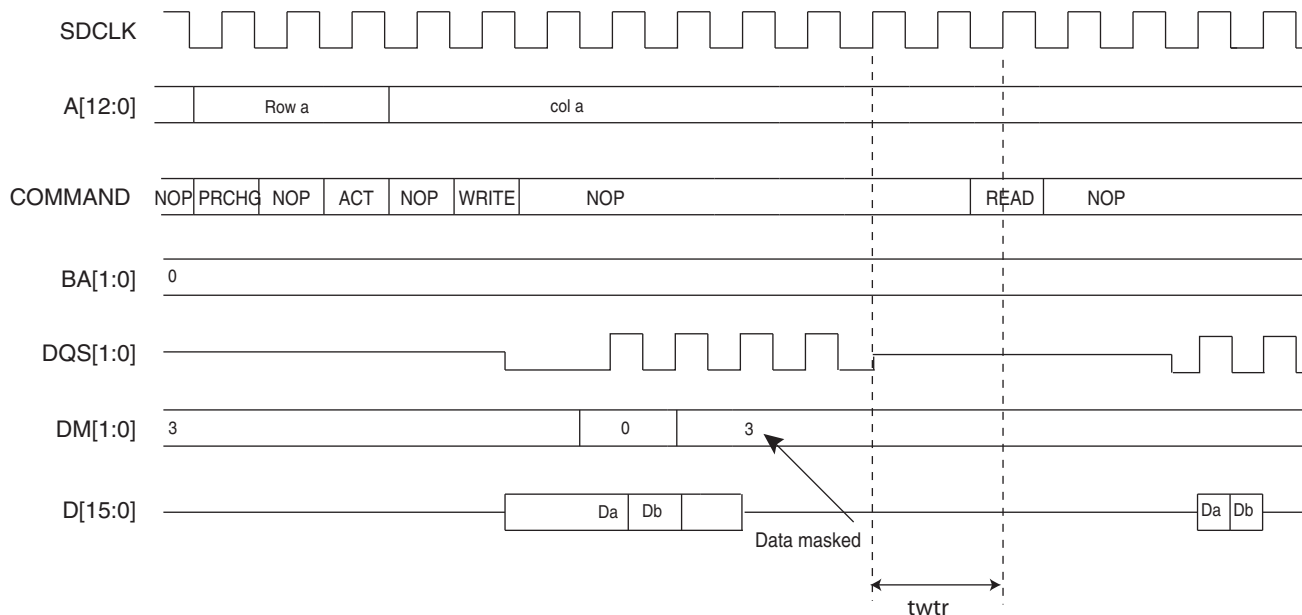 SDCLK
A[12:0] Row a col a
COMMAND NOP PRCHG NOP ACT NOP WRITE NOP READ NOP
BA[1:0] 0
DQS[1:0]
DM[1:0] 3 0 3
D[15:0] Da Db Da Db
Data masked
twtr